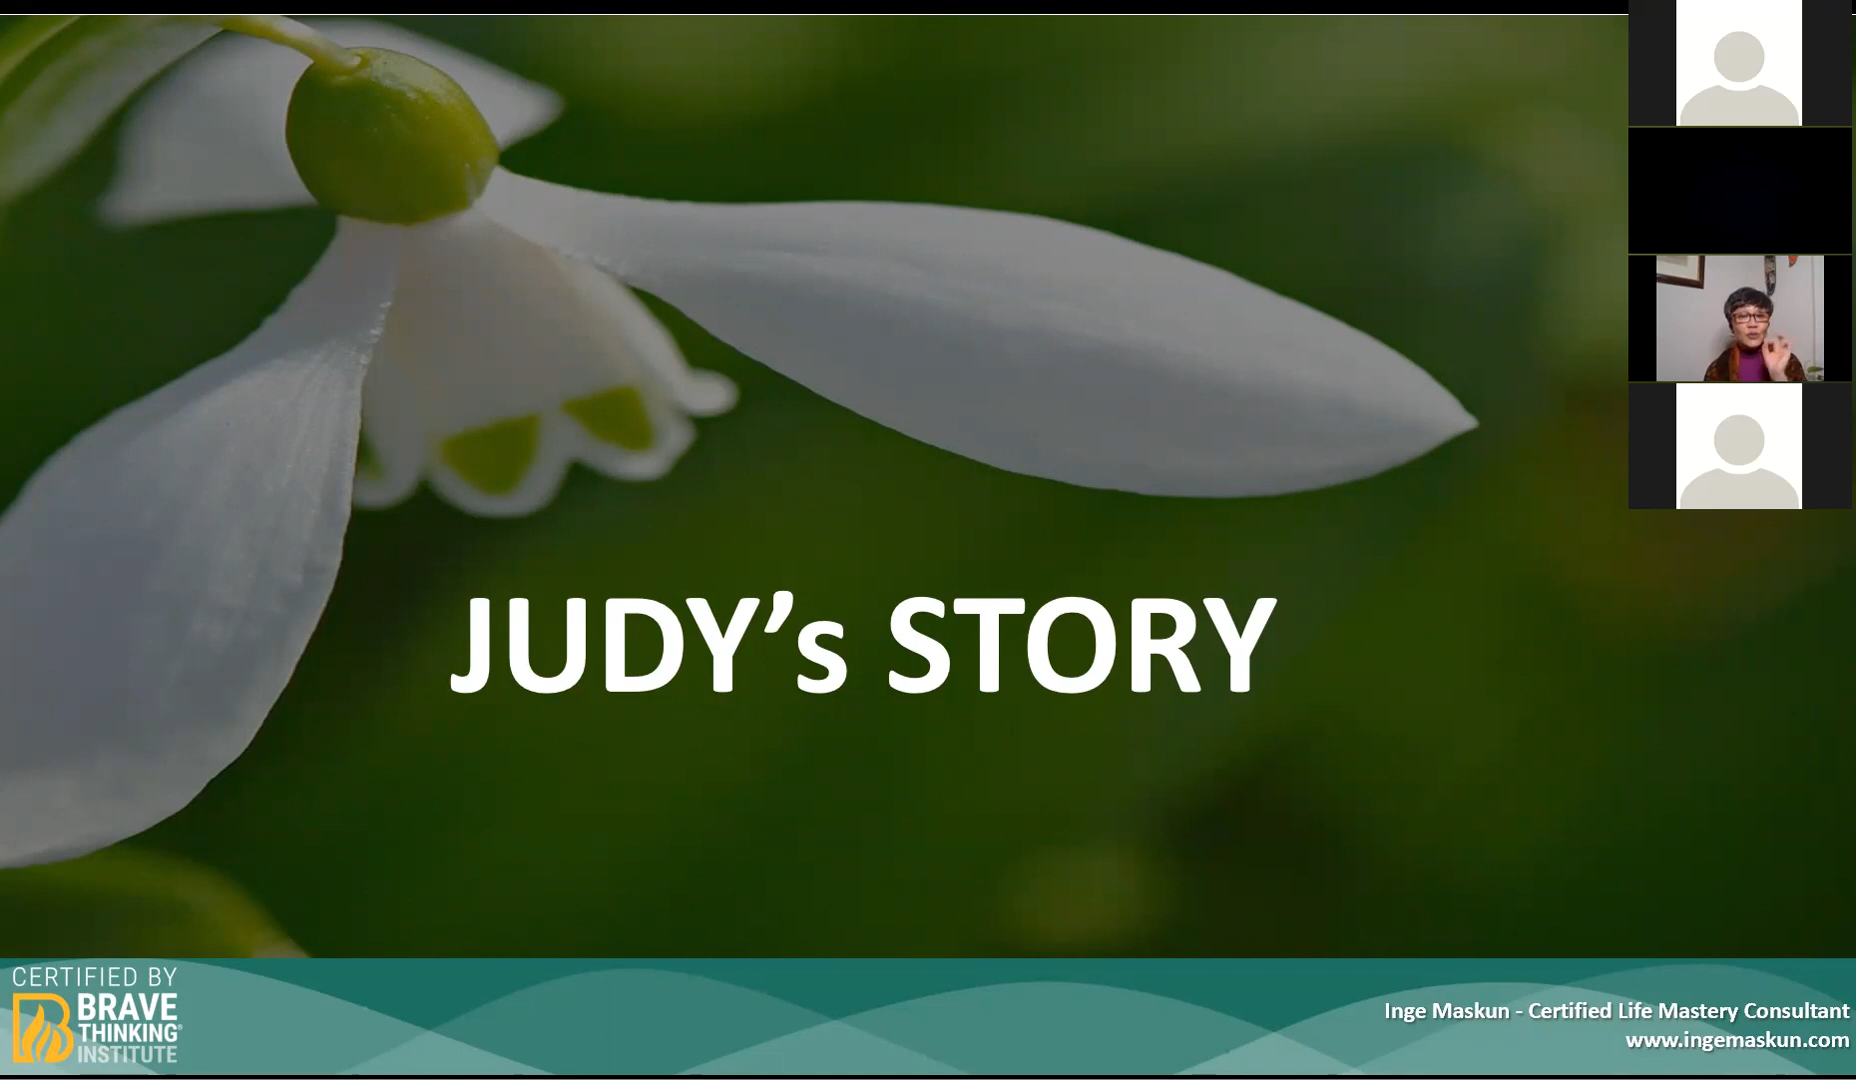 JUDY’s STORY
CERTIFIED BY
BRAVE
THINKING®
INSTITUTE
Inge Maskun - Certified Life Mastery Consultant
www.ingemaskun.com